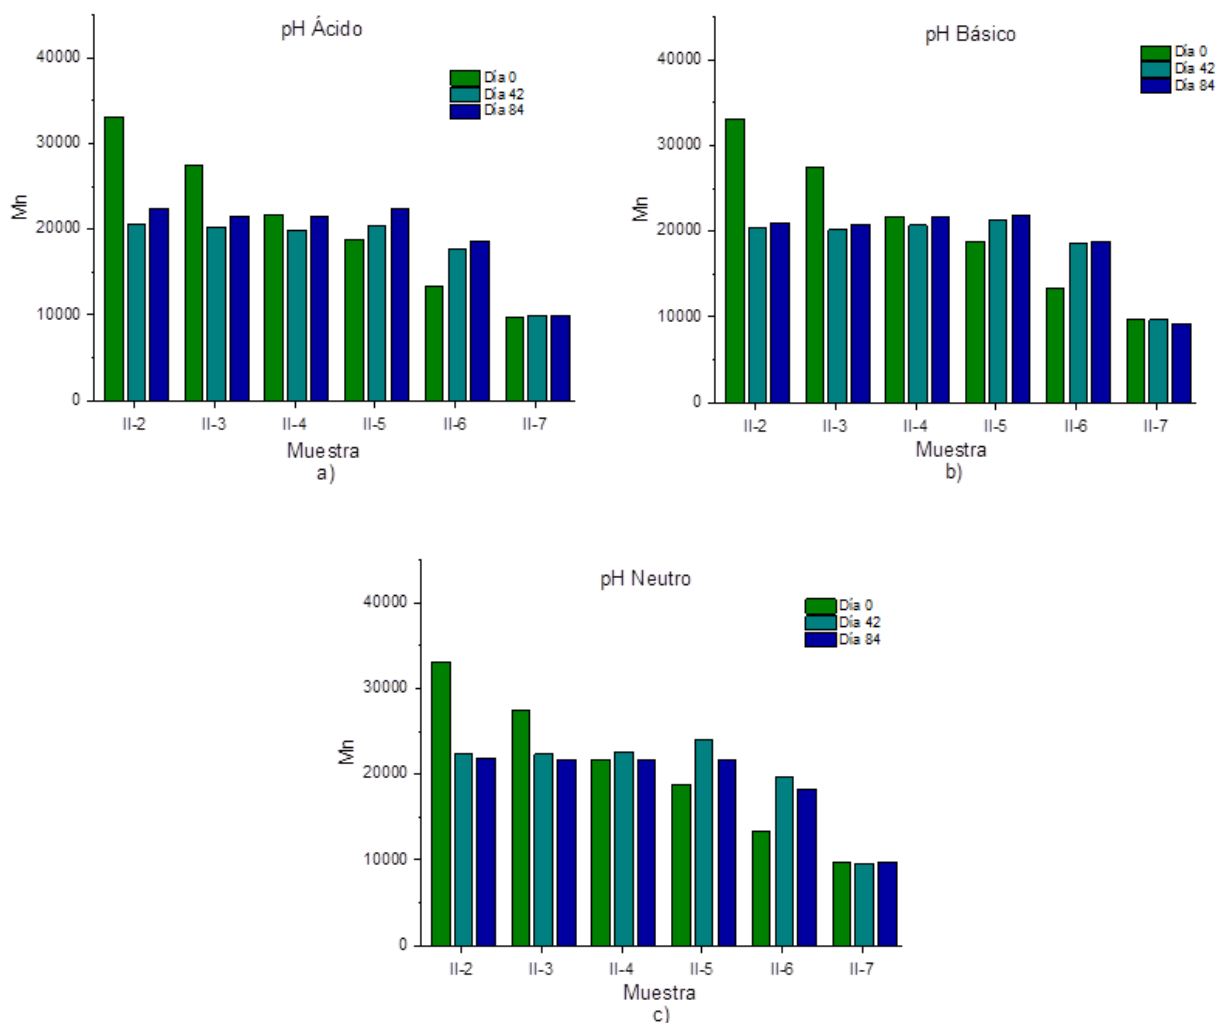 pH Ácido
Día 0
Día 42
Día 84
40000
30000
20000
10000
0
Mn
II-2 II-3 II-4 II-5 II-6 II-7
Muestra
a)
pH Básico
Día 0
Día 42
Día 84
40000
30000
20000
10000
0
Mn
II-2 II-3 II-4 II-5 II-6 II-7
Muestra
b)
pH Neutro
Día 0
Día 42
Día 84
40000
30000
20000
10000
0
Mn
II-2 II-3 II-4 II-5 II-6 II-7
Muestra
c)